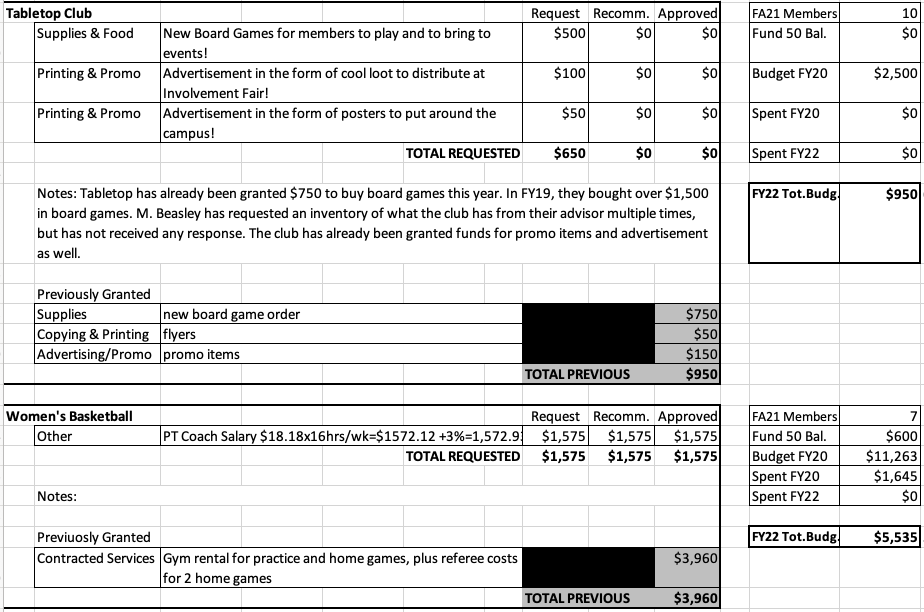 Tabletop Club Request Recomm. Approved FA21 Members 10
Supplies & Food New Board Games for members to play and to bring to $500 $0 $0 Fund 50 Bal. $0
events!
Printing & Promo Advertisement in the form of cool loot to distribute at $100 $0 $0 Budget FY20 $2,500
Involvement Fair!
Printing & Promo Advertisement in the form of posters to put around the $50 $0 $0 Spent FY20 $0
campus!
TOTAL REQUESTED $650 $0 $0 Spent FY22 $0
Notes: Tabletop has already been granted $750 to buy board games this year. In FY19, they bought over $1,500 FY22 Tot.Budg. $950
in board games. M. Beasley has requested an inventory of what the club has from their advisor multiple times,
but has not received any response. The club has already been granted funds for promo items and advertisement
as well.
Previously Granted
Supplies new board game order $750
Copying & Printing flyers $50
Advertising/Promo promo items $150
TOTAL PREVIOUS $950
Women's Basketball Request Recomm. Approved FA21 Members 7
Other PT Coach Salary $18.18x16hrs/wk=$1572.12 +3%=1,572.9 $1,575 $1,575 $1,575 Fund 50 Bal. $600
TOTAL REQUESTED $1,575 $1,575 $1,575 Budget FY20 $11,263
Spent FY20 $1,645
Notes: Spent FY22 $0
Previuosly Granted FY22 Tot.Budg. $5,535
Contracted Services Gym rental for practice and home games, plus referee costs $3,960
for 2 home games
TOTAL PREVIOUS $3,960